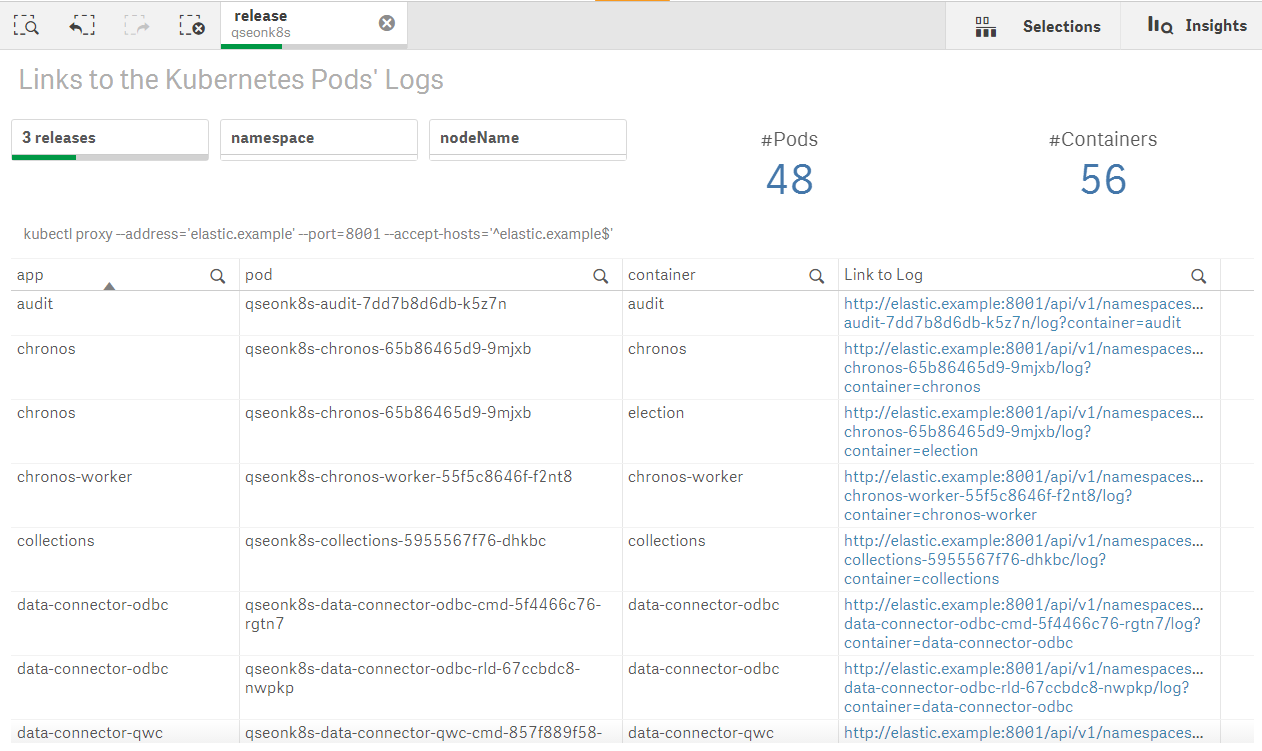 release
qseonk8s
Selections
Insights
Links to the Kubernetes Pods' Logs
3 releases
namespace
nodeName
#Pods
48
#Containers
56
kubectl proxy --address='elastic.example' --port=8001 --accept-hosts='^elastic.example$'
app
pod
container
Link to Log
audit
qseonk8s-audit-7dd7b8d6db-k5z7n
audit
http://elastic.example:8001/api/v1/namespaces...
audit-7dd7b8d6db-k5z7n/log?container=audit
chronos
qseonk8s-chronos-65b86465d9-9mjxb
chronos
http://elastic.example:8001/api/v1/namespaces...
chronos-65b86465d9-9mjxb/log?
container=chronos
chronos
qseonk8s-chronos-65b86465d9-9mjxb
election
http://elastic.example:8001/api/v1/namespaces...
chronos-65b86465d9-9mjxb/log?
container=election
chronos-worker
qseonk8s-chronos-worker-55f5c8646f-f2nt8
chronos-worker
http://elastic.example:8001/api/v1/namespaces...
chronos-worker-55f5c8646f-f2nt8/log?
container=chronos-worker
collections
qseonk8s-collections-5955567f76-dhkbc
collections
http://elastic.example:8001/api/v1/namespaces...
collections-5955567f76-dhkbc/log?
container=collections
data-connector-odbc
qseonk8s-data-connector-odbc-cmd-5f4466c76-
rgtn7
data-connector-odbc
http://elastic.example:8001/api/v1/namespaces...
data-connector-odbc-cmd-5f4466c76-rgtn7/log?
container=data-connector-odbc
data-connector-odbc
qseonk8s-data-connector-odbc-rld-67ccbdc8-
nwpkp
data-connector-odbc
http://elastic.example:8001/api/v1/namespaces...
data-connector-odbc-rld-67ccbdc8-nwpkp/log?
container=data-connector-odbc
data-connector-qwc
qseonk8s-data-connector-qwc-cmd-857f889f58-
data-connector-qwc
http://elastic.example:8001/api/v1/namespaces...